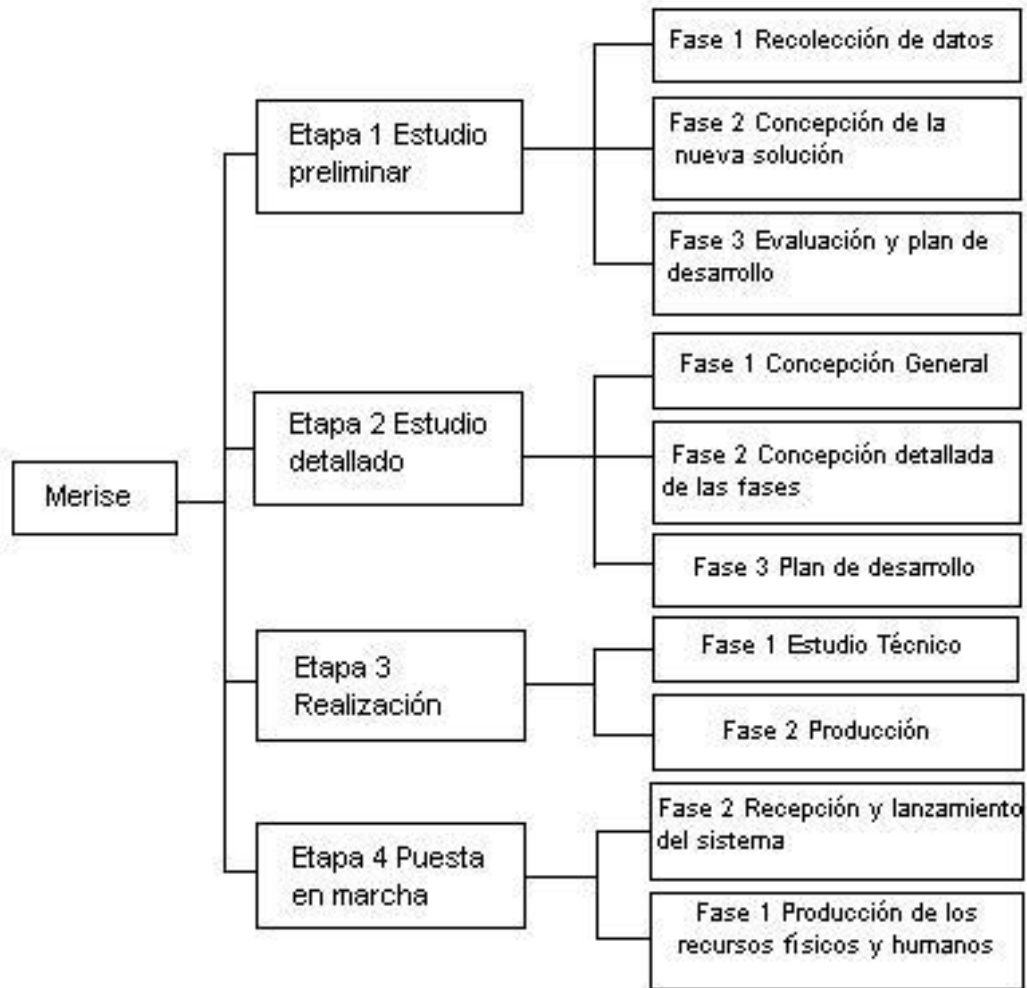 Merise
Etapa 1 Estudio
preliminar
Fase 1 Recolección de datos
Fase 2 Concepción de la
nueva solución
Fase 3 Evaluación y plan de
desarrollo
Etapa 2 Estudio
detallado
Fase 1 Concepción General
Fase 2 Concepción detallada
de las fases
Fase 3 Plan de desarrollo
Etapa 3
Realización
Fase 1 Estudio Técnico
Fase 2 Producción
Etapa 4 Puesta
en marcha
Fase 2 Recepción y lanzamiento
del sistema
Fase 1 Producción de los
recursos físicos y humanos